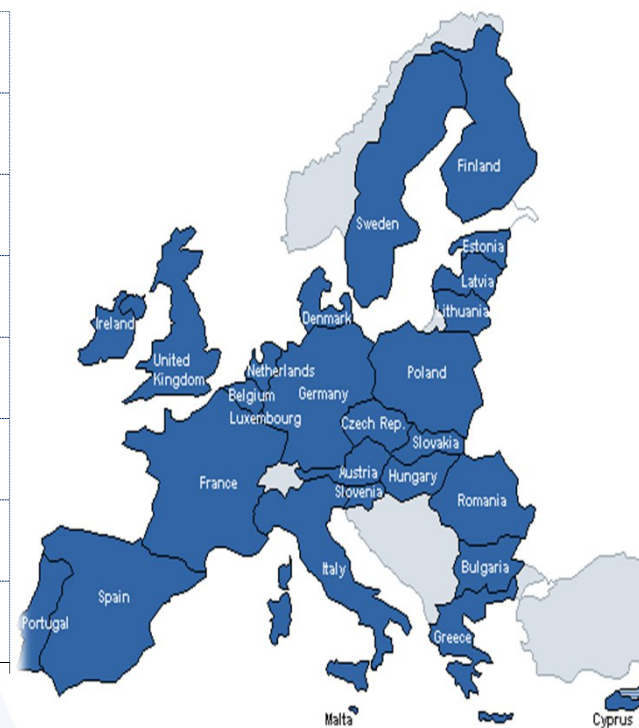 Finland
Sweden
Estonia
Latvia
Lithuania
Denmark
Ireland
United
Kingdom
Netherlands
Belgium
Luxembourg
Germany
Poland
Czech Rep.
Slovakia
Austria
Hungary
Slovenia
France
Romania
Italy
Bulgaria
Spain
Portugal
Greece
Malta
Cyprus